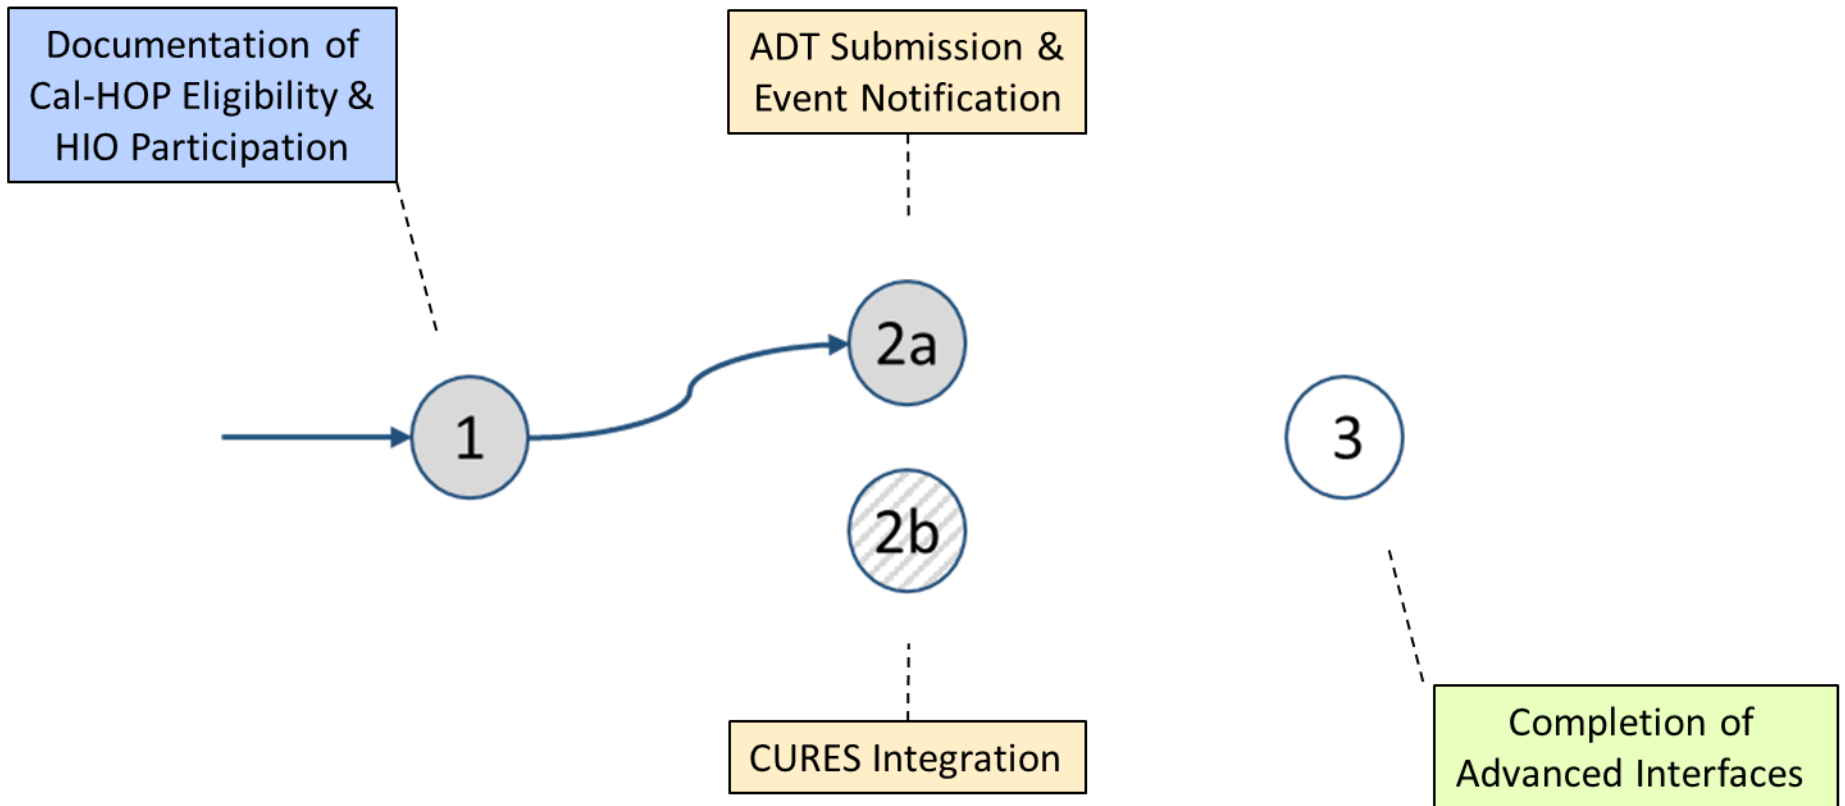 Documentation of
Cal-HOP Eligibility &
HIO Participation
ADT Submission &
Event Notification
1
2a
2b
3
CURES Integration
Completion of
Advanced Interfaces